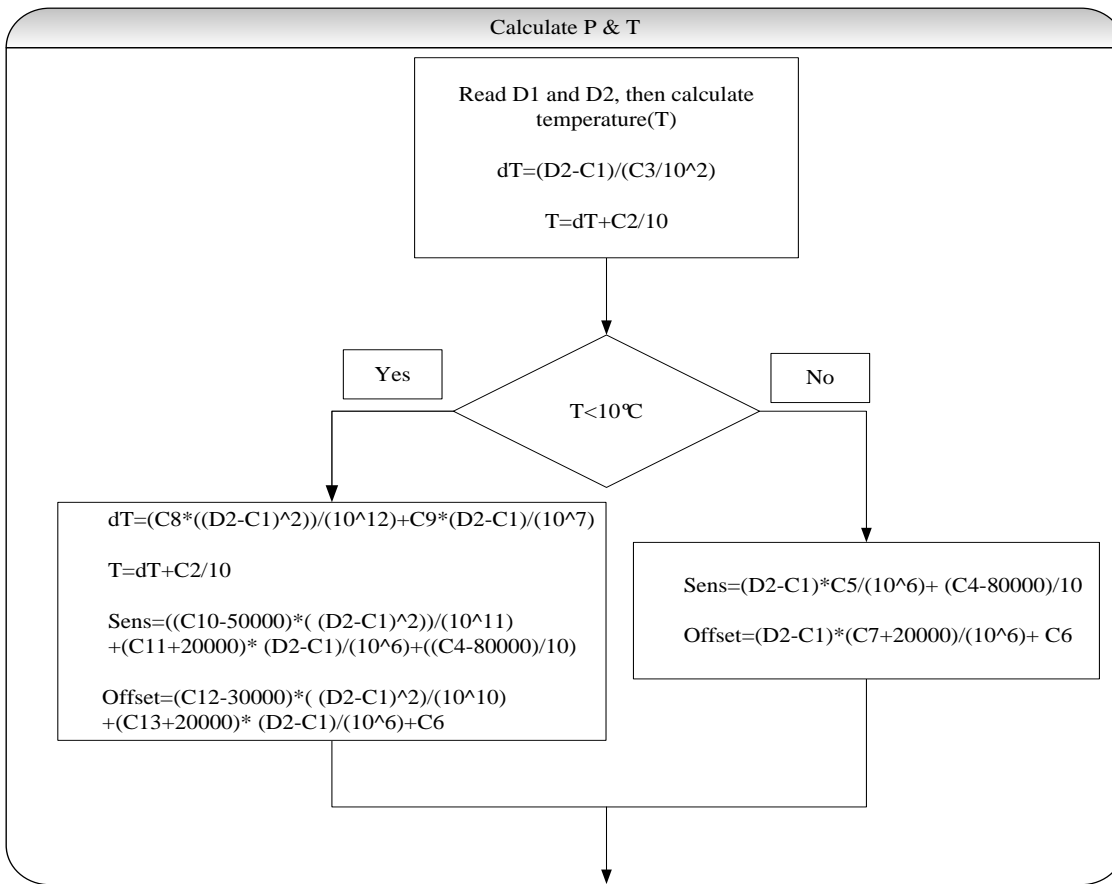 Calculate P & T
Read D1 and D2, then calculate
temperature(T)
dT=(D2-C1)/(C3/10^2)
T=dT+C2/10
Yes
No
T<10℃
dT=(C8*((D2-C1)^2))/(10^12)+C9*(D2-C1)/(10^7)
T=dT+C2/10
Sens=((C10-50000)*( (D2-C1)^2))/(10^11)
+(C11+20000)* (D2-C1)/(10^6)+((C4-80000)/10)
Offset=(C12-30000)*( (D2-C1)^2)/(10^10)
+(C13+20000)* (D2-C1)/(10^6)+C6
Sens=(D2-C1)*C5/(10^6)+ (C4-80000)/10
Offset=(D2-C1)*(C7+20000)/(10^6)+ C6